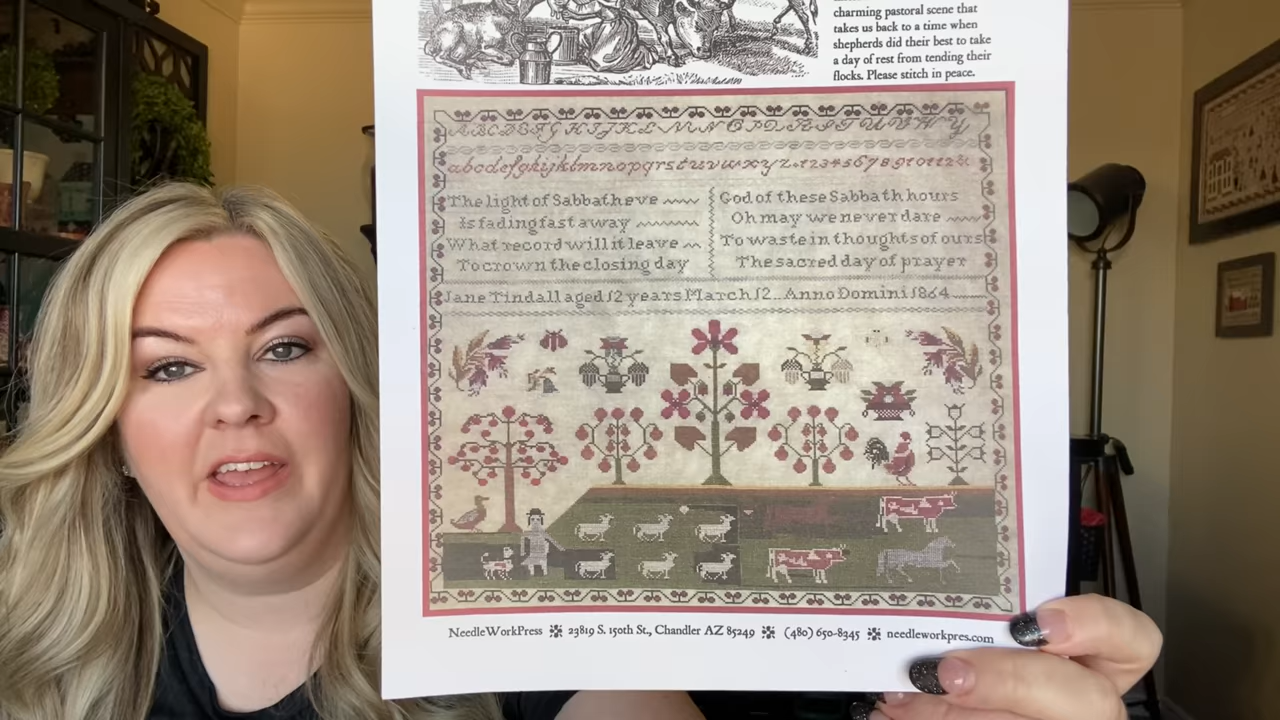 charming pastoral scene that
takes us back to a time when
shepherds did their best to take
a day of rest from tending their
flocks. Please stitch in peace.
abcdefghijklmnopqrstuvwxyz.123456789101112
The light of Sabbath eve
Is fading fast away
What record will it leave
To crown the closing day
God of these Sabbath hours
Oh may we never dare
To waste in thoughts of ours
The sacred day of prayer
Jane Tindall aged 12 years March 12 Anno Domini 1864
NeedleWorkPress 23819 S. 150th St., Chandler AZ 85249 (480) 650-8345 needleworkpres.com